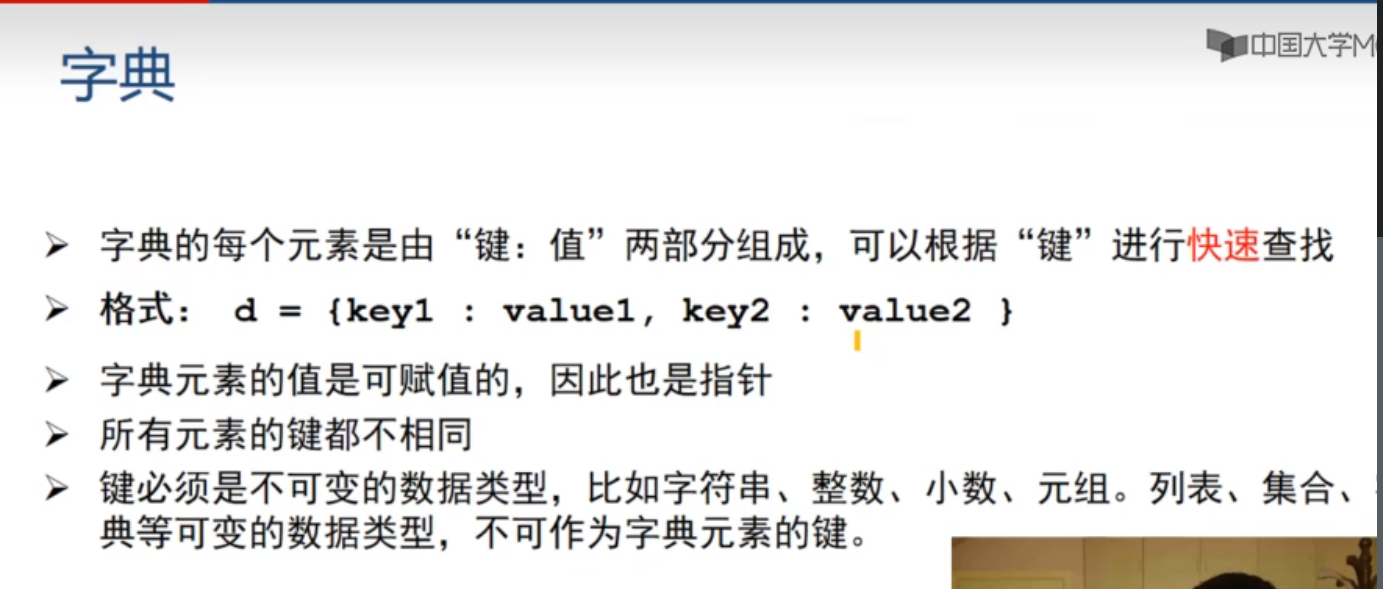 中国大学M
字典
字典的每个元素是由“键：值”两部分组成，可以根据“键”进行快速查找
格式： d = {key1 : value1, key2 : value2 }
字典元素的值是可赋值的，因此也是指针
所有元素的键都不相同
键必须是不可变的数据类型，比如字符串、整数、小数、元组。列表、集合、
典等可变的数据类型，不可作为字典元素的键。